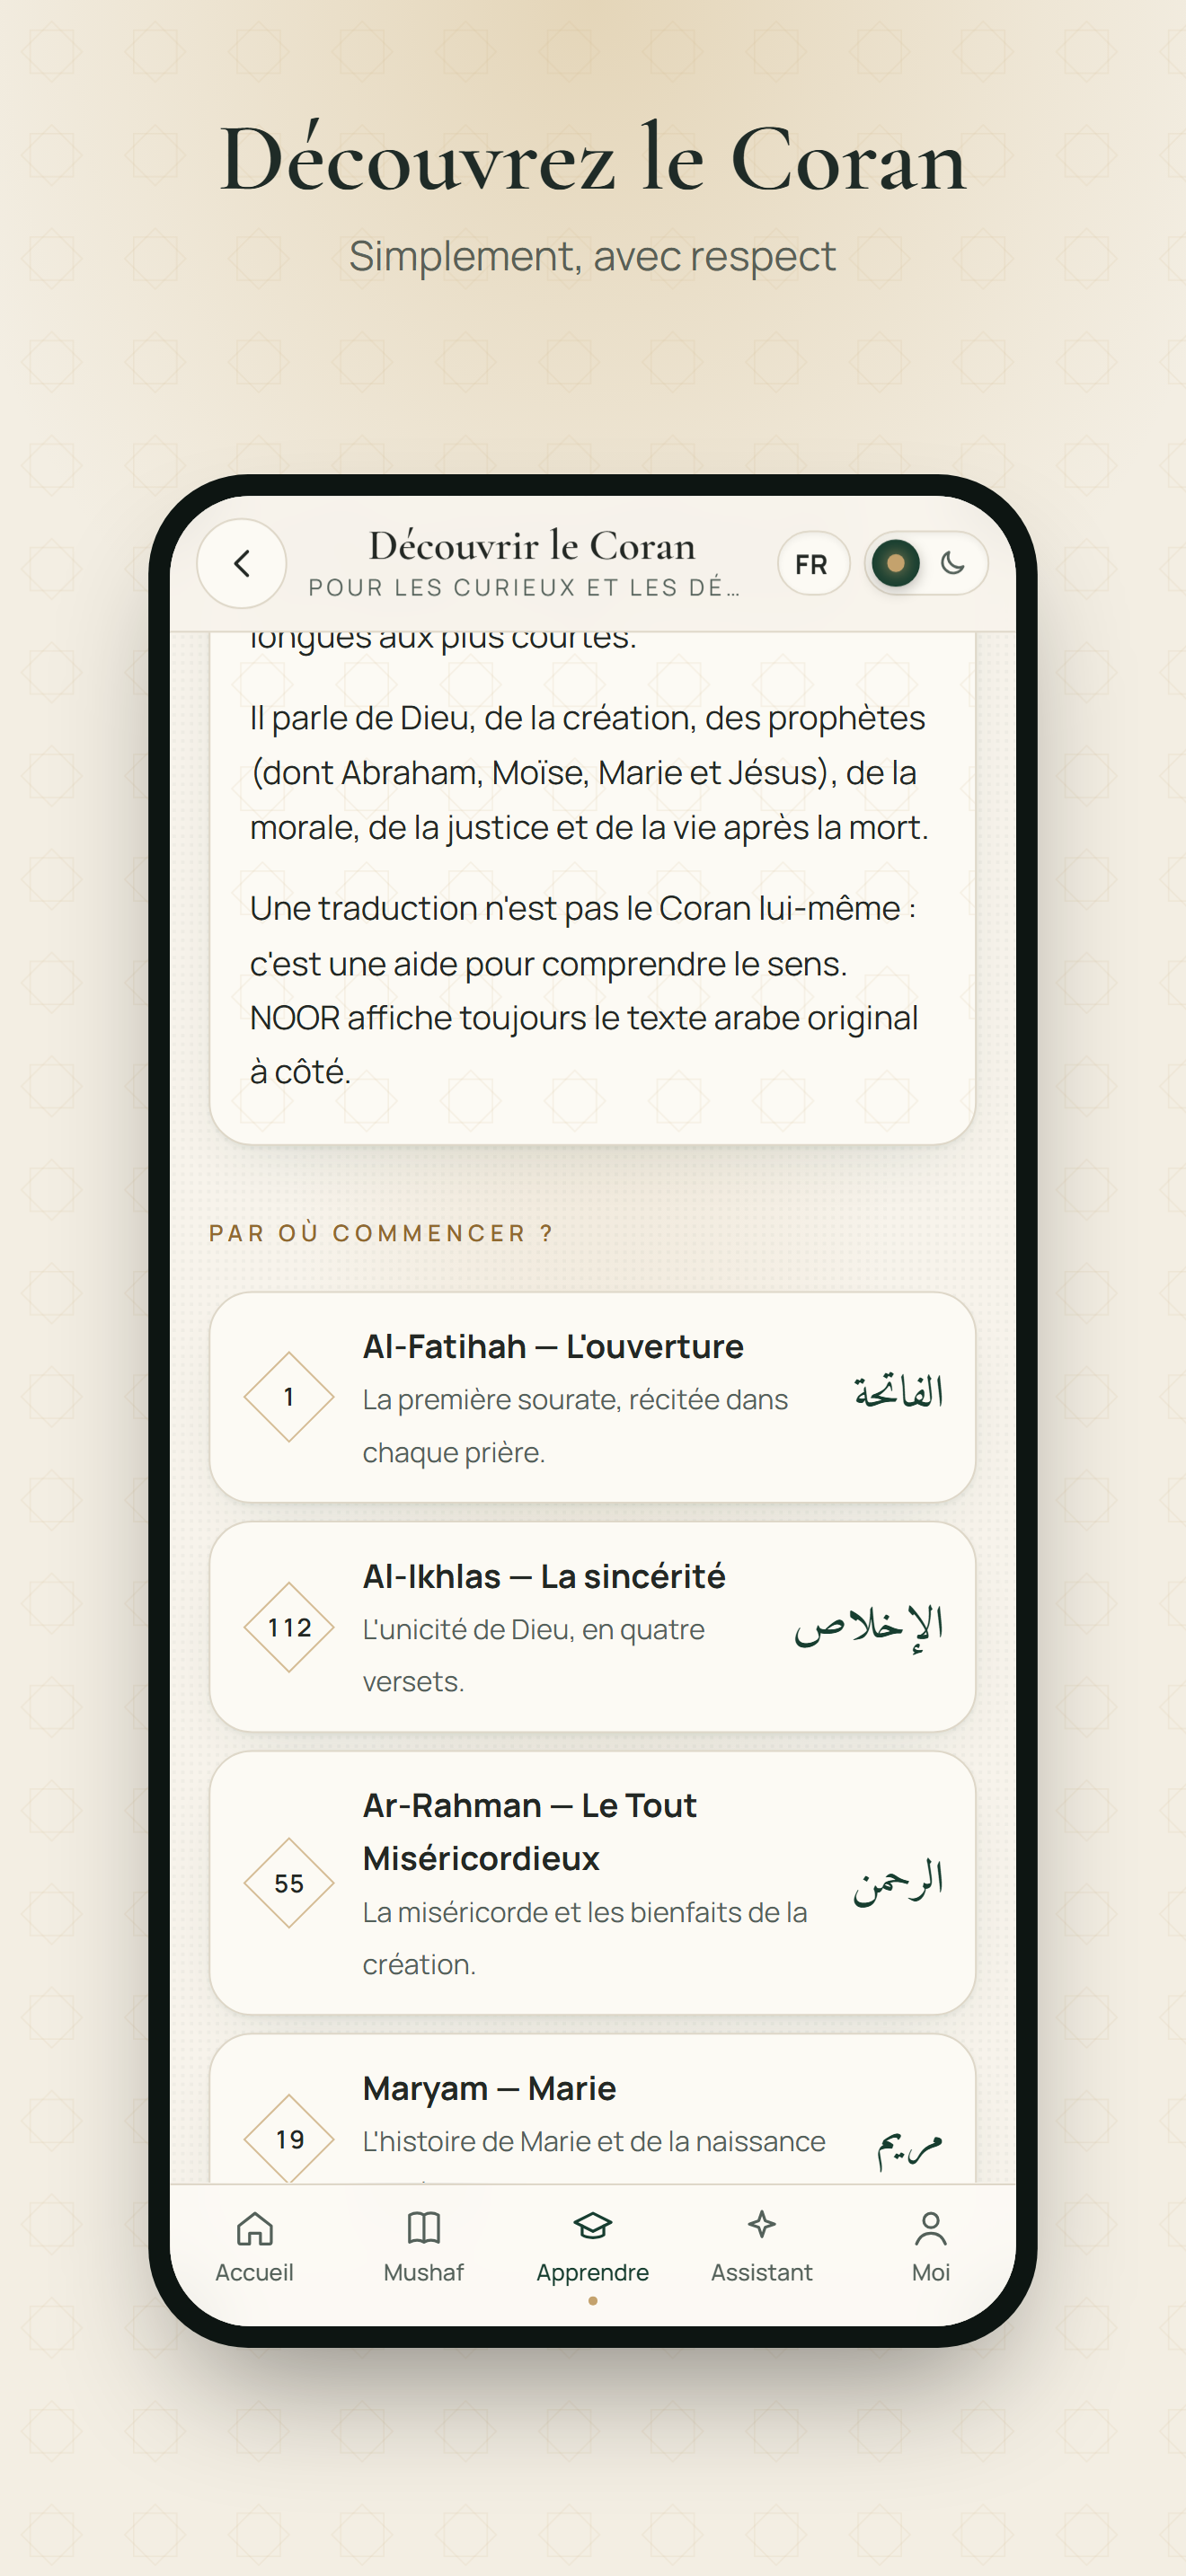 Découvrez le Coran
Simplement, avec respect
Découvrir le Coran
POUR LES CURIEUX ET LES DÉ…
FR
longues aux plus courtes.
Il parle de Dieu, de la création, des prophètes
(dont Abraham, Moïse, Marie et Jésus), de la
morale, de la justice et de la vie après la mort.
Une traduction n'est pas le Coran lui-même :
c'est une aide pour comprendre le sens.
NOOR affiche toujours le texte arabe original
à côté.
PAR OÙ COMMENCER ?
1
Al-Fatihah — L'ouverture
La première sourate, récitée dans
chaque prière.
الفاتحة
112
Al-Ikhlas — La sincérité
L'unicité de Dieu, en quatre
versets.
الإخلاص
55
Ar-Rahman — Le Tout
Miséricordieux
La miséricorde et les bienfaits de la
création.
الرحمن
19
Maryam — Marie
L'histoire de Marie et de la naissance
مريم
Accueil
Mushaf
Apprendre
Assistant
Moi